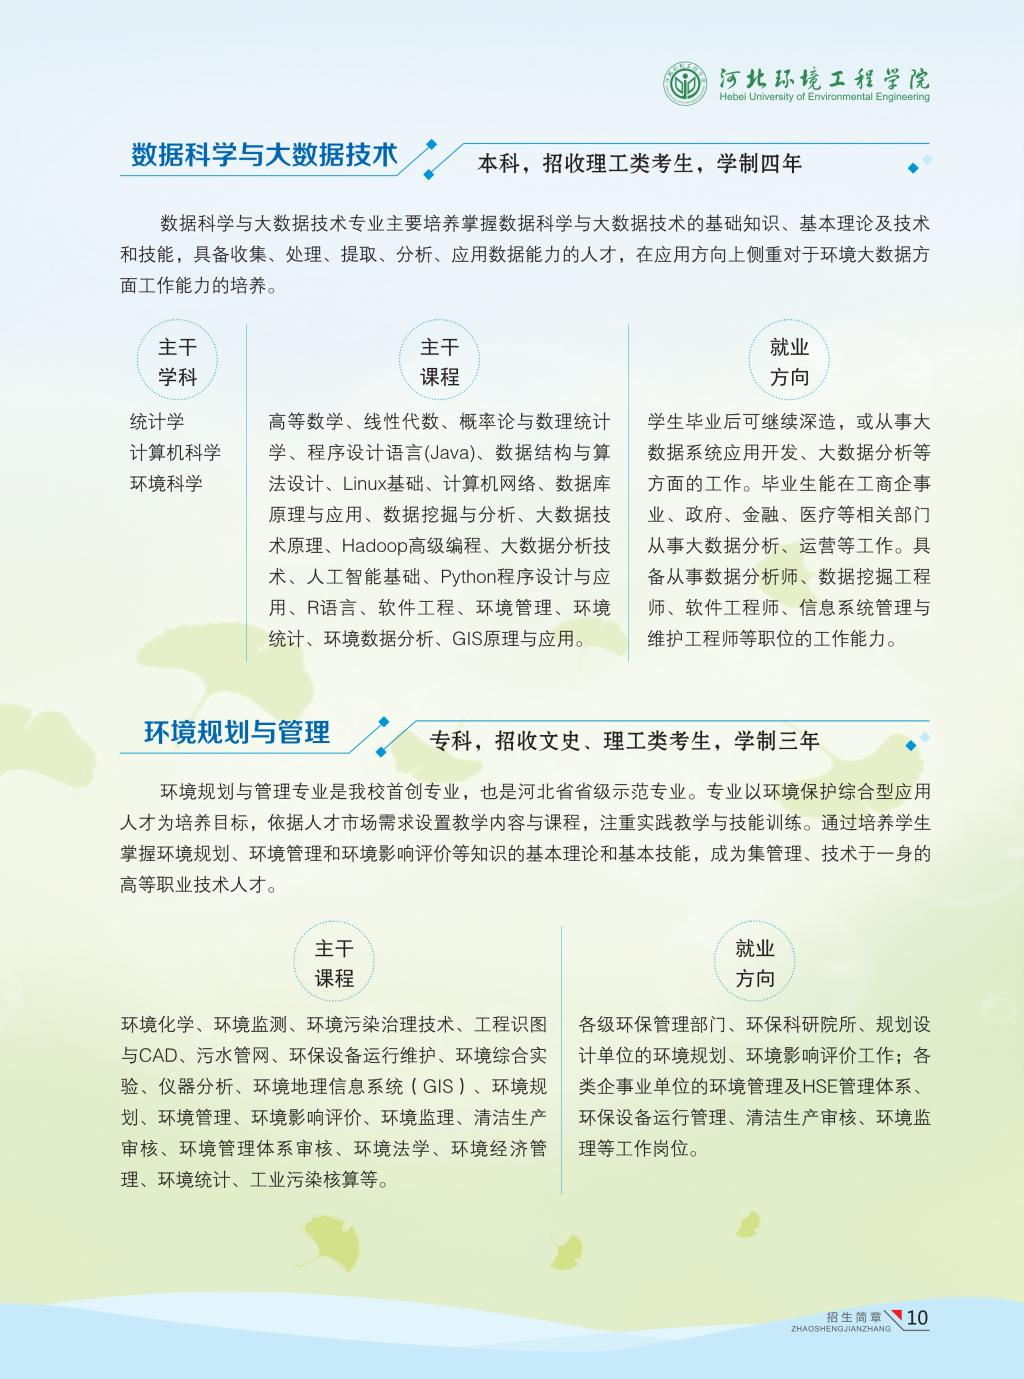 河北环境工程学院
Hebei University of Environmental Engineering
数据科学与大数据技术
本科，招收理工类考生，学制四年
数据科学与大数据技术专业主要培养掌握数据科学与大数据技术的基础知识、基本理论及技术
和技能，具备收集、处理、提取、分析、应用数据能力的人才，在应用方向上侧重对于环境大数据方
面工作能力的培养。
主干
学科
统计学
计算机科学
环境科学
主干
课程
高等数学、线性代数、概率论与数理统计
学、程序设计语言(Java)、数据结构与算
法设计、Linux基础、计算机网络、数据库
原理与应用、数据挖掘与分析、大数据技
术原理、Hadoop高级编程、大数据分析技
术、人工智能基础、Python程序设计与应
用、R语言、软件工程、环境管理、环境
统计、环境数据分析、GIS原理与应用。
就业
方向
学生毕业后可继续深造，或从事大
数据系统应用开发、大数据分析等
方面的工作。毕业生能在工商企事
业、政府、金融、医疗等相关部门
从事大数据分析、运营等工作。具
备从事数据分析师、数据挖掘工程
师、软件工程师、信息系统管理与
维护工程师等职位的工作能力。
环境规划与管理
专科，招收文史、理工类考生，学制三年
环境规划与管理专业是我校首创专业，也是河北省省级示范专业。专业以环境保护综合型应用
人才为培养目标，依据人才市场需求设置教学内容与课程，注重实践教学与技能训练。通过培养学生
掌握环境规划、环境管理和环境影响评价等知识的基本理论和基本技能，成为集管理、技术于一身的
高等职业技术人才。
主干
课程
环境化学、环境监测、环境污染治理技术、工程识图
与CAD、污水管网、环保设备运行维护、环境综合实
验、仪器分析、环境地理信息系统（GIS）、环境规
划、环境管理、环境影响评价、环境监理、清洁生产
审核、环境管理体系审核、环境法学、环境经济管
理、环境统计、工业污染核算等。
就业
方向
各级环保管理部门、环保科研院所、规划设
计单位的环境规划、环境影响评价工作；各
类企事业单位的环境管理及HSE管理体系、
环保设备运行管理、清洁生产审核、环境监
理等工作岗位。
招生简章
ZHAOSHENGJIANZHANG
10